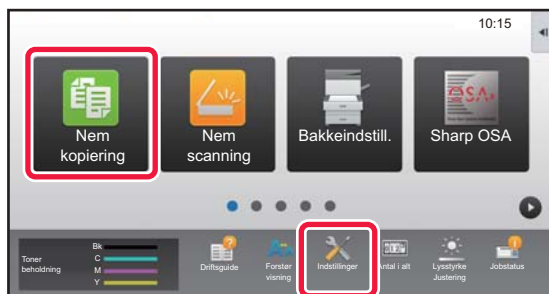 10:15
Nem
kopiering
Nem
scanning
Bakkeindstill.
Sharp OSA
Toner
beholdning
Bk
C
M
Y
Driftsguide
Forstør
visning
Indstillinger
Antal i alt
Lysstyrke
Justering
Jobstatus